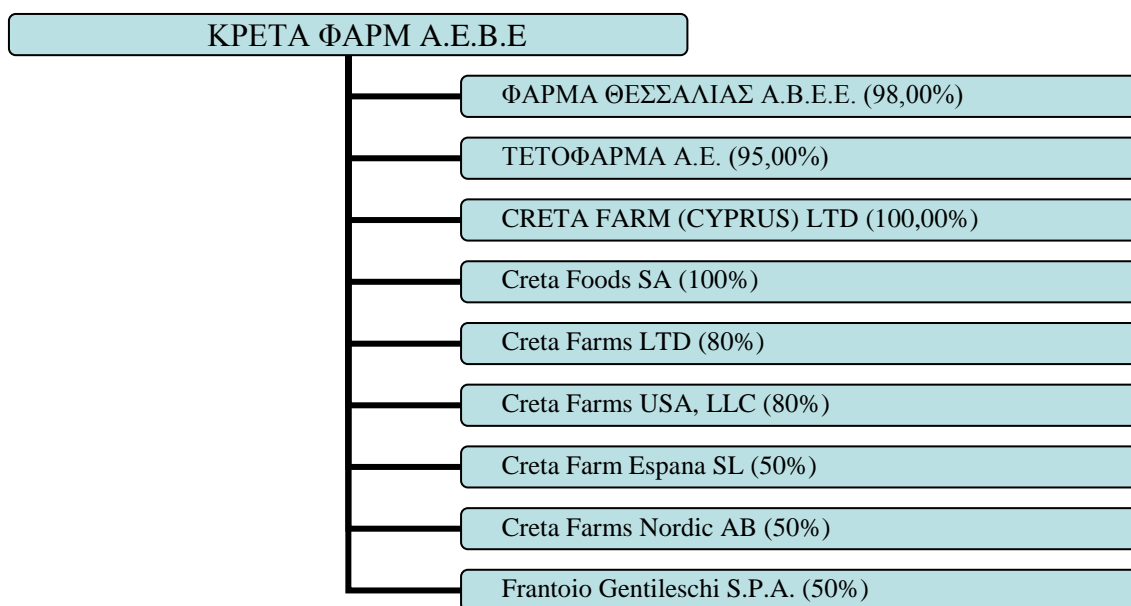 ΚΡΕΤΑ ΦΑΡΜ Α.Ε.Β.Ε
ΦΑΡΜΑ ΘΕΣΣΑΛΙΑΣ Α.Β.Ε.Ε. (98,00%)
ΤΕΤΟΦΑΡΜΑ Α.Ε. (95,00%)
CRETA FARM (CYPRUS) LTD (100,00%)
Creta Foods SA (100%)
Creta Farms LTD (80%)
Creta Farms USA, LLC (80%)
Creta Farm Espana SL (50%)
Creta Farms Nordic AB (50%)
Frantoio Gentileschi S.P.A. (50%)